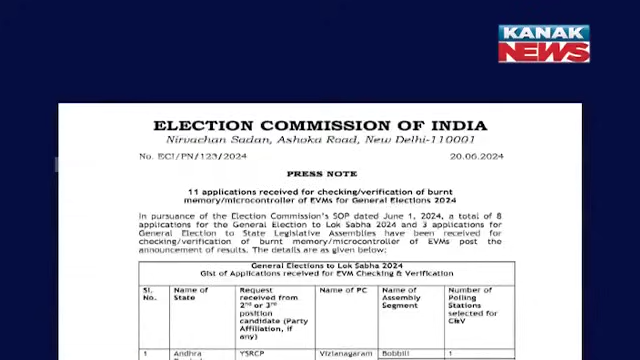 KANAK
NEWS
ELECTION COMMISSION OF INDIA
Nirvachan Sadan, Ashoka Road, New Delhi-110001
No. ECI/PN/123/2024 20.06.2024
PRESS NOTE
11 applications received for checking/verification of burnt
memory/microcontroller of EVMs for General Elections 2024
In pursuance of the Election Commission's SOP dated June 1, 2024, a total of 8
applications for the General Election to Lok Sabha 2024 and 3 applications for
General Election to State Legislative Assemblies have been received for
checking/verification of burnt memory/microcontroller of EVMs post the
announcement of results. The details are as given below:
General Elections to Lok Sabha 2024
Gist of Applications received for EVM Checking & Verification
Sl. No. Name of State Request received from 2nd or 3rd position candidate (Party Affiliation, if any) Name of PC Name of Assembly Segment Number of Polling Stations selected for C&V
1 Andhra YSRCP Vizianagaram Bobbili 1